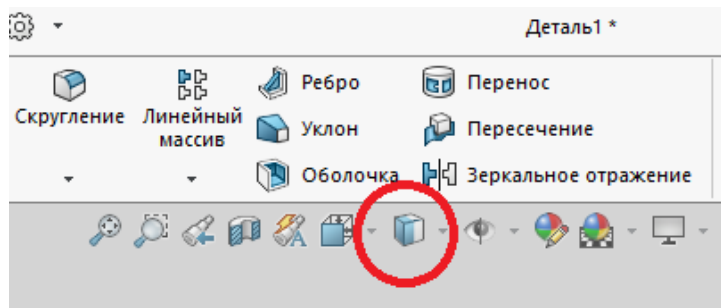 Деталь1 *
Скругление
Линейный
массив
Ребро
Уклон
Оболочка
Перенос
Пересечение
Зеркальное отражение